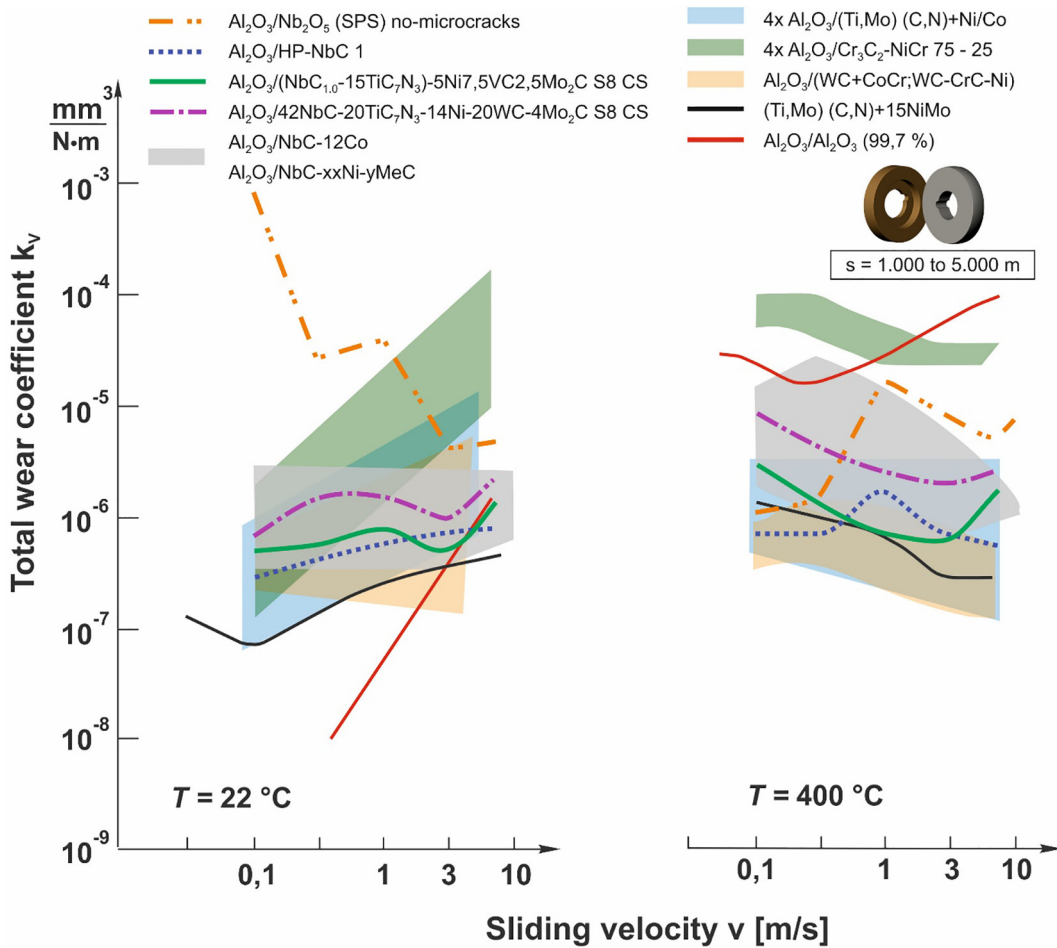 Al₂O₃/Nb₂O₅ (SPS) no-microcracks
Al₂O₃/HP-NbC 1
Al₂O₃/(NbC₁.₀-15TiC₇N₃)-5Ni7,5VC2,5Mo₂C S8 CS
Al₂O₃/42NbC-20TiC₇N₃-14Ni-20WC-4Mo₂C S8 CS
Al₂O₃/NbC-12Co
Al₂O₃/NbC-xxNi-yMeC
4x Al₂O₃/(Ti,Mo) (C,N)+Ni/Co
4x Al₂O₃/Cr₃C₂-NiCr 75 - 25
Al₂O₃/(WC+CoCr;WC-CrC-Ni)
(Ti,Mo) (C,N)+15NiMo
Al₂O₃/Al₂O₃ (99,7 %)
s = 1.000 to 5.000 m
mm³
N·m
Total wear coefficient kᵥ
10⁻³
10⁻⁴
10⁻⁵
10⁻⁶
10⁻⁷
10⁻⁸
10⁻⁹
T = 22 °C
T = 400 °C
0,1 1 3 10
0,1 1 3 10
Sliding velocity v [m/s]